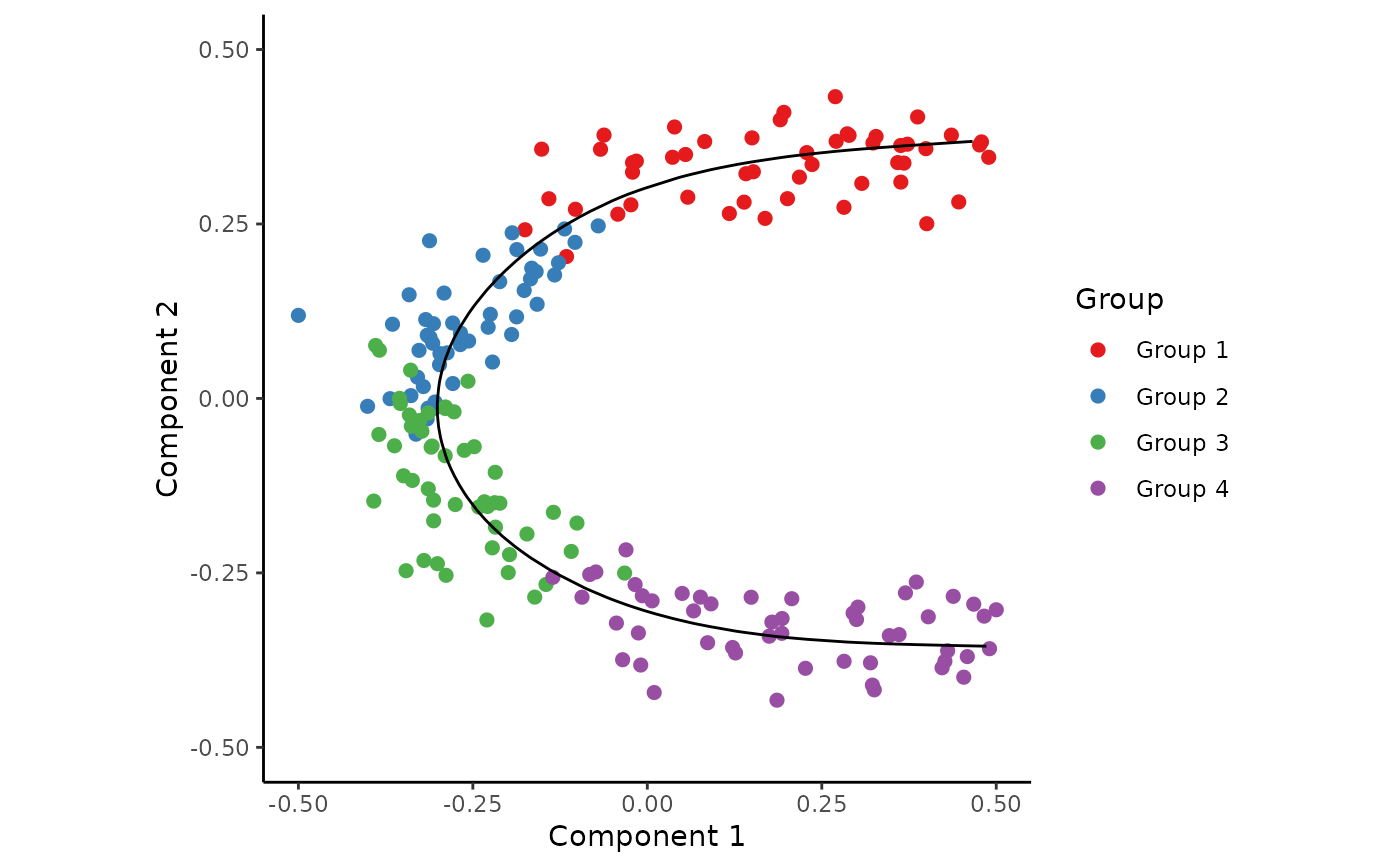 0.50
0.25
0.00
-0.25
-0.50
Component 2
-0.50 -0.25 0.00 0.25 0.50
Component 1
Group
Group 1
Group 2
Group 3
Group 4